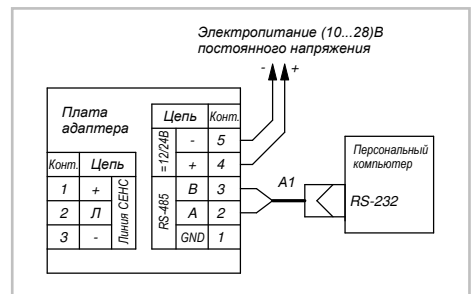 Электропитание (10...28)В
постоянного напряжения
- +
Плата
адаптера
Цепь Конт.
=12/24В
- 5
+ 4
RS-485
B 3
A 2
GND 1
Конт. Цепь
1 +
2 Л
3 -
Линия СЕНС
A1
Персональный
компьютер
RS-232